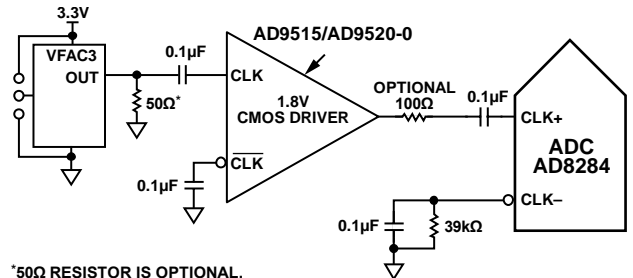 3.3V
VFAC3
OUT
0.1µF
50Ω*
AD9515/AD9520-0
CLK
1.8V
CMOS DRIVER
CLK
0.1µF
OPTIONAL
100Ω
0.1µF
CLK+
ADC
AD8284
CLK–
0.1µF
39kΩ
*50Ω RESISTOR IS OPTIONAL.